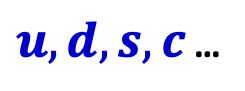 u, d, s, c ...